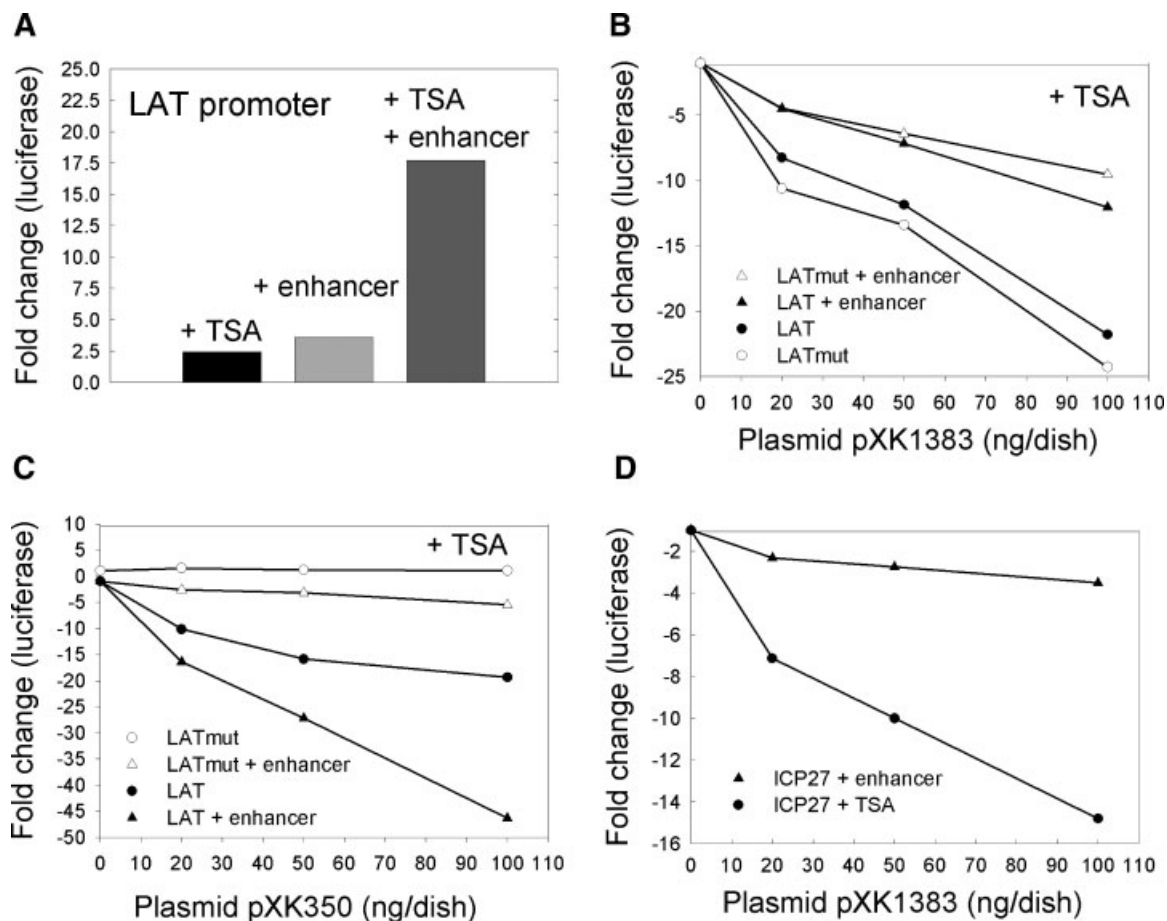 A
Fold change (luciferase)
25.0
22.5
20.0
17.5
15.0
12.5
10.0
7.5
5.0
2.5
0.0
LAT promoter
+ TSA
+ enhancer
+ enhancer
+ TSA
B
Fold change (luciferase)
-5
-10
-15
-20
-25
+ TSA
LATmut + enhancer
LAT + enhancer
LAT
LATmut
0 10 20 30 40 50 60 70 80 90 100 110
Plasmid pXK1383 (ng/dish)
C
Fold change (luciferase)
10
5
0
-5
-10
-15
-20
-25
-30
-35
-40
-45
-50
+ TSA
LATmut
LATmut + enhancer
LAT
LAT + enhancer
0 10 20 30 40 50 60 70 80 90 100 110
Plasmid pXK350 (ng/dish)
D
Fold change (luciferase)
-2
-4
-6
-8
-10
-12
-14
-16
ICP27 + enhancer
ICP27 + TSA
0 10 20 30 40 50 60 70 80 90 100 110
Plasmid pXK1383 (ng/dish)